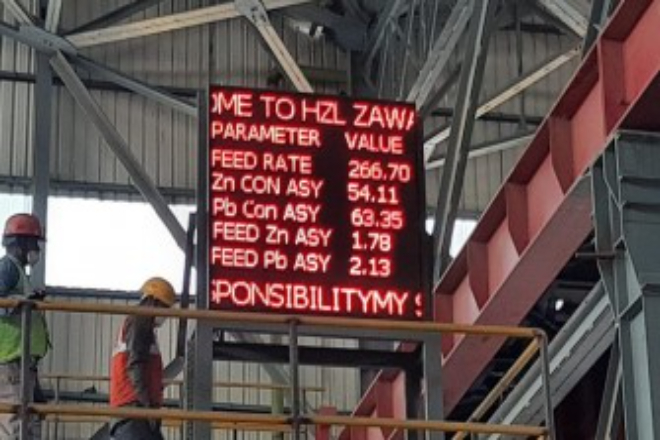 OME TO HZL ZAWA
PARAMETER VALUE
FEED RATE 266.70
Zn CON ASY 54.11
Pb Con ASY 63.35
FEED Zn ASY 1.78
FEED Pb ASY 2.13
SPONSIBILITYMY S